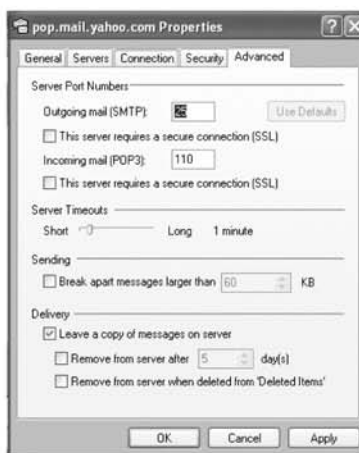 pop.mail.yahoo.com Properties
General Servers Connection Security Advanced
Server Port Numbers
Outgoing mail (SMTP): 25 Use Defaults
This server requires a secure connection (SSL)
Incoming mail (POP3): 110
This server requires a secure connection (SSL)
Server Timeouts
Short Long 1 minute
Sending
Break apart messages larger than 60 KB
Delivery
Leave a copy of messages on server
Remove from server after 5 day(s)
Remove from server when deleted from 'Deleted Items'
OK Cancel Apply